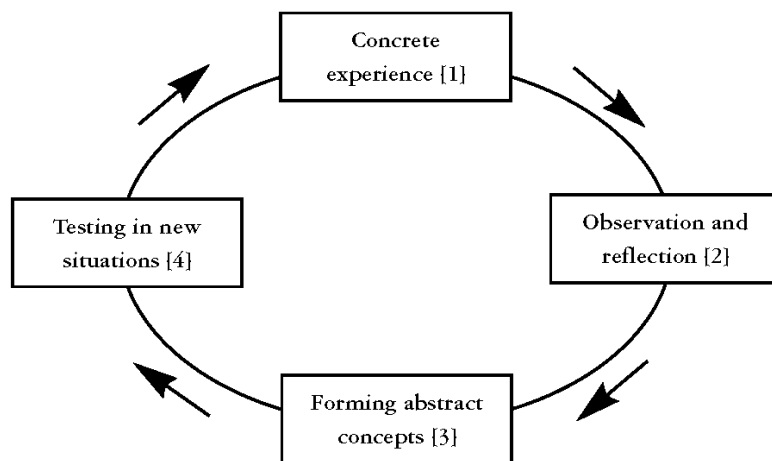 Concrete
experience {1}
Observation and
reflection {2}
Forming abstract
concepts {3}
Testing in new
situations {4}